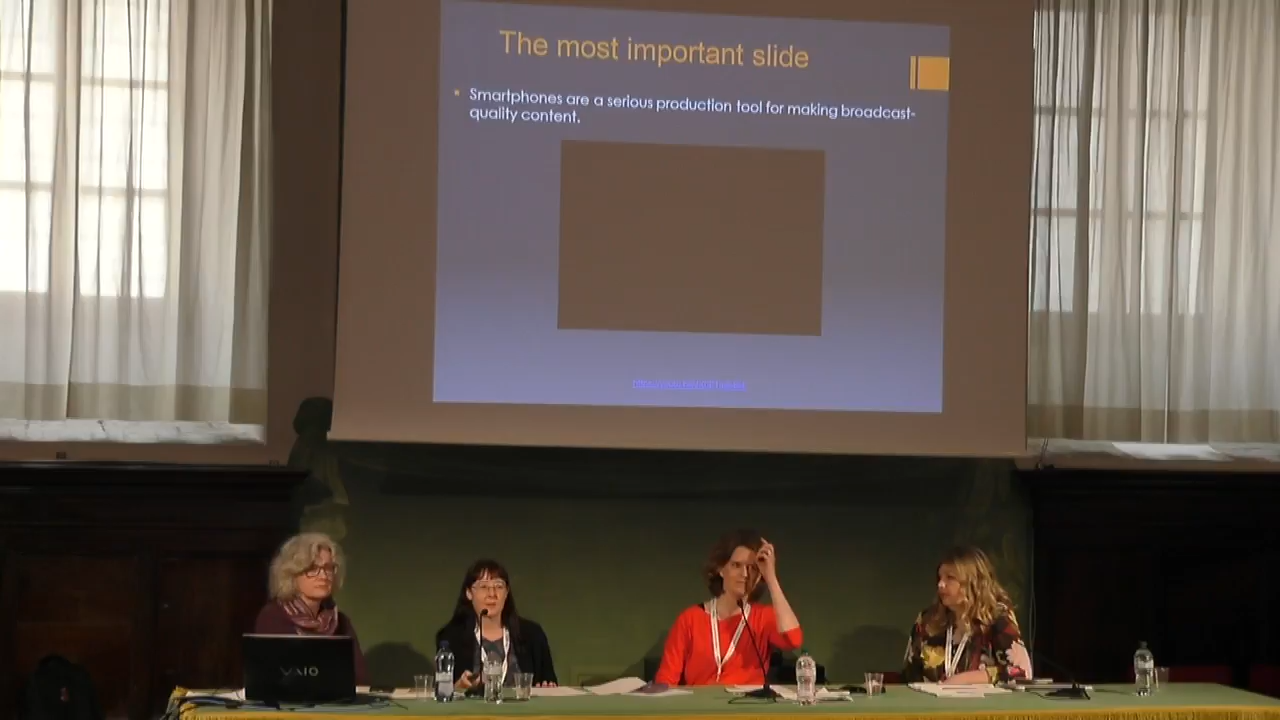 The most important slide
Smartphones are a serious production tool for making broadcast-
quality content.
VAIO